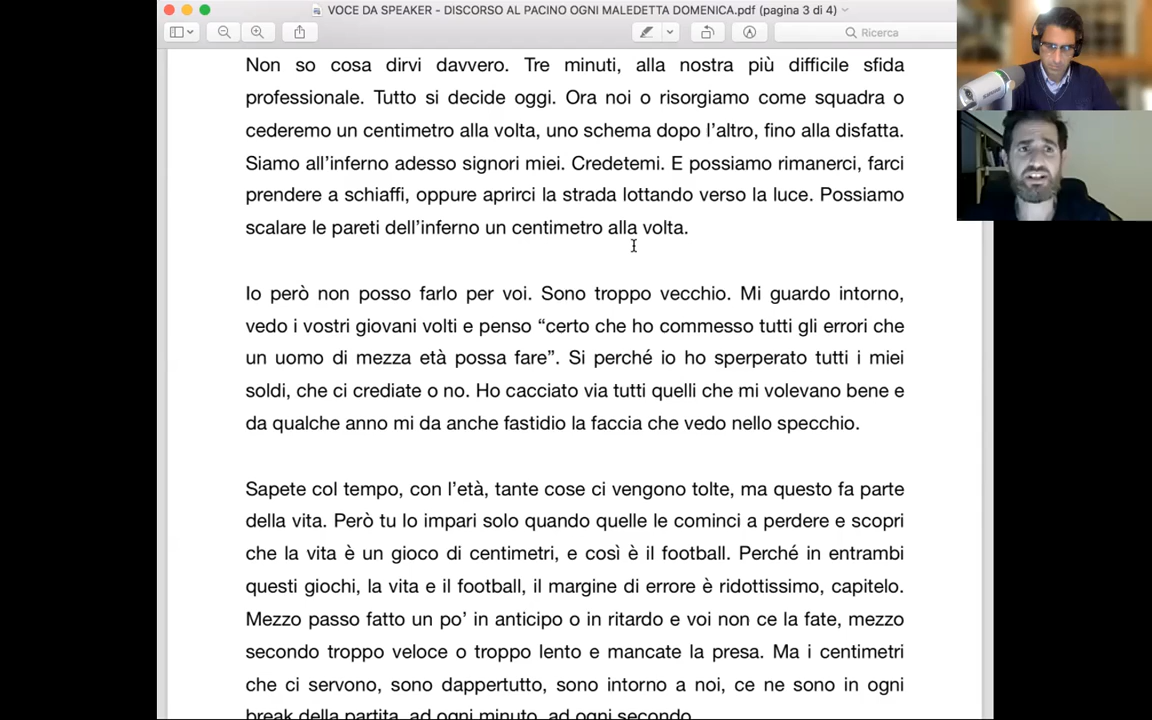 VOCE DA SPEAKER - DISCORSO AL PACINO OGNI MALEDETTA DOMENICA.pdf (pagina 3 di 4)
Ricerca
Non so cosa dirvi davvero. Tre minuti, alla nostra più difficile sfida
professionale. Tutto si decide oggi. Ora noi o risorgiamo come squadra o
cederemo un centimetro alla volta, uno schema dopo l’altro, fino alla disfatta.
Siamo all’inferno adesso signori miei. Credetemi. E possiamo rimanerci, farci
prendere a schiaffi, oppure aprirci la strada lottando verso la luce. Possiamo
scalare le pareti dell’inferno un centimetro alla volta.
Io però non posso farlo per voi. Sono troppo vecchio. Mi guardo intorno,
vedo i vostri giovani volti e penso “certo che ho commesso tutti gli errori che
un uomo di mezza età possa fare”. Si perché io ho sperperato tutti i miei
soldi, che ci crediate o no. Ho cacciato via tutti quelli che mi volevano bene e
da qualche anno mi da anche fastidio la faccia che vedo nello specchio.
Sapete col tempo, con l’età, tante cose ci vengono tolte, ma questo fa parte
della vita. Però tu lo impari solo quando quelle le cominci a perdere e scopri
che la vita è un gioco di centimetri, e così è il football. Perché in entrambi
questi giochi, la vita e il football, il margine di errore è ridottissimo, capitelo.
Mezzo passo fatto un po’ in anticipo o in ritardo e voi non ce la fate, mezzo
secondo troppo veloce o troppo lento e mancate la presa. Ma i centimetri
che ci servono, sono dappertutto, sono intorno a noi, ce ne sono in ogni
break della partita, ad ogni minuto, ad ogni secondo.